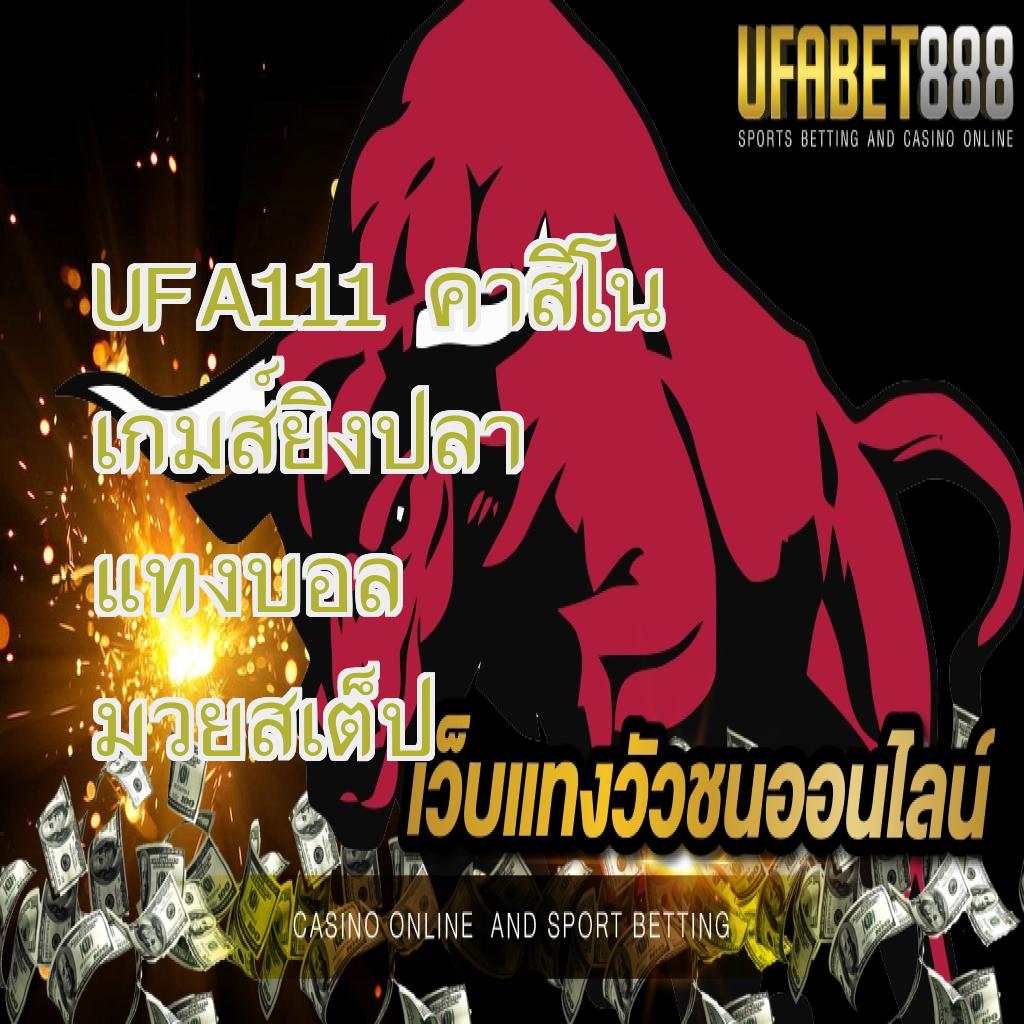 UFABET888
SPORTS BETTING AND CASINO ONLINE
UFA111 คาสิโน
เกมส์ยิงปลา
แทงบอล
มวยสเต็ป
เว็บแทงวัวชนออนไลน์
CASINO ONLINE AND SPORT BETTING